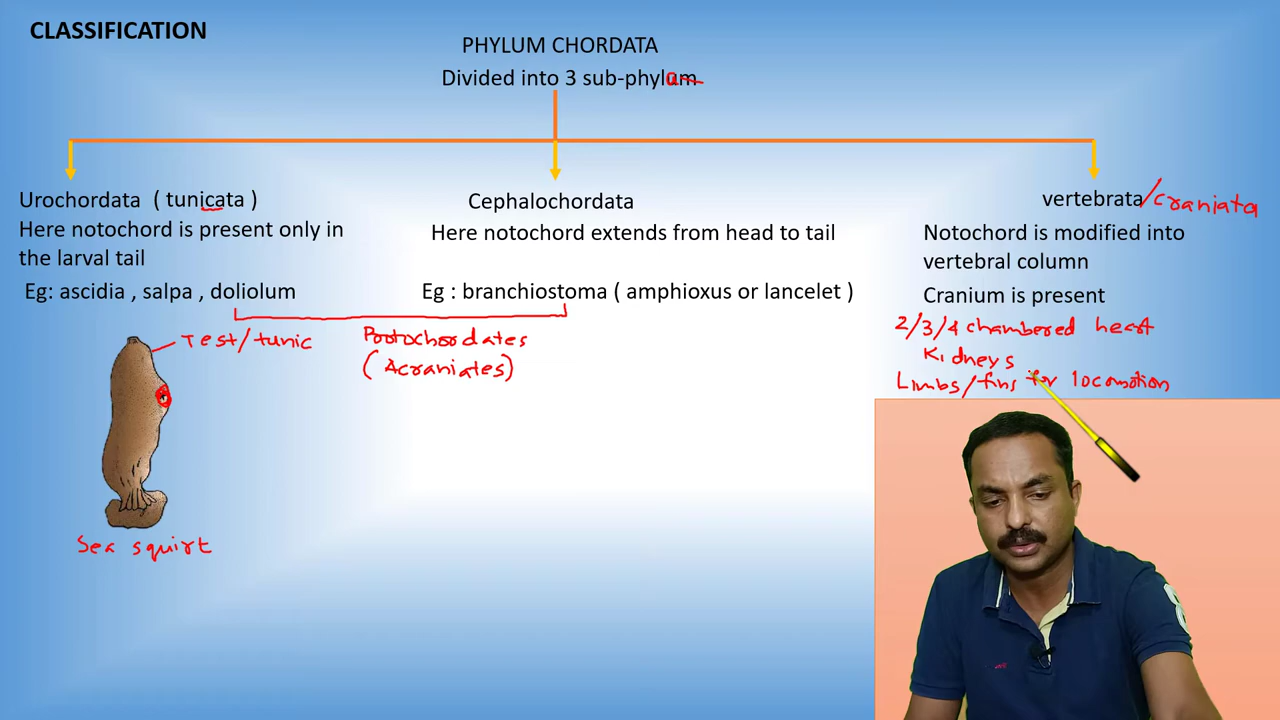 CLASSIFICATION
PHYLUM CHORDATA
Divided into 3 sub-phyla
Urochordata ( tunicata )
Here notochord is present only in
the larval tail
Eg: ascidia , salpa , doliolum
Test/tunic
Sea squirt
Cephalochordata
Here notochord extends from head to tail
Eg : branchiostoma ( amphioxus or lancelet )
Protochordates
(Acraniates)
vertebrata/craniata
Notochord is modified into
vertebral column
Cranium is present
2/3/4 chambered heart
Kidneys
Limbs/fins for locomotion
8